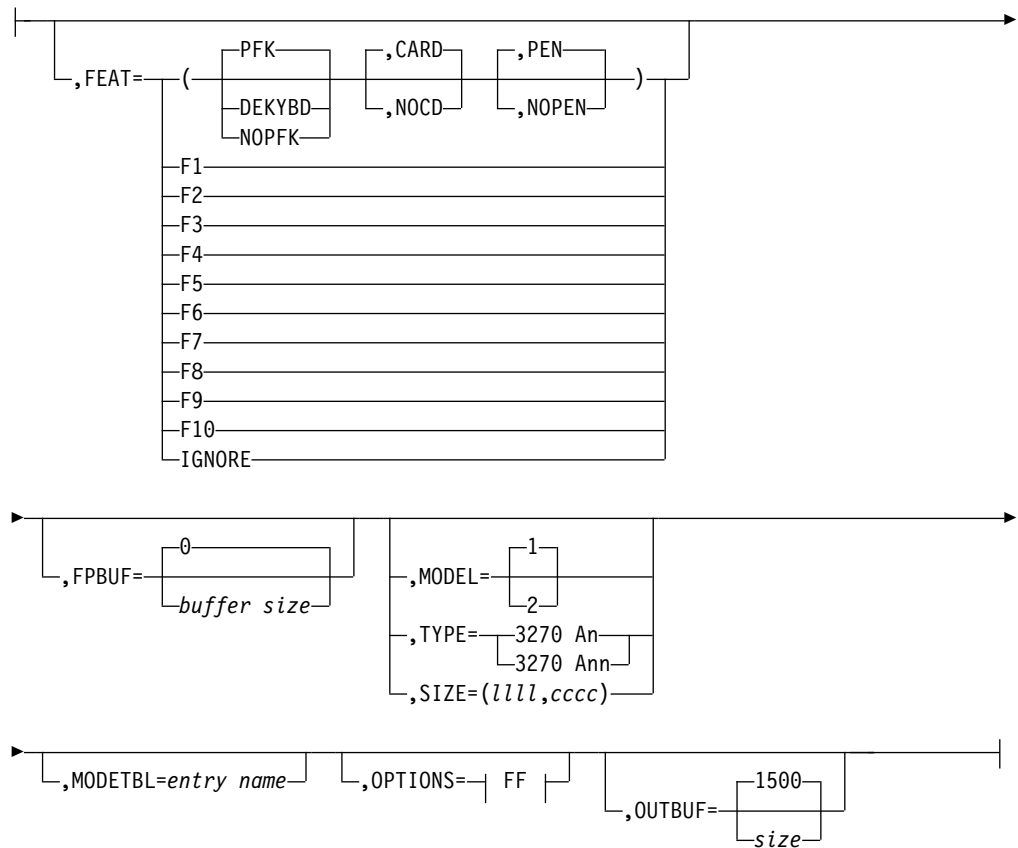 PFK ,CARD ,PEN
,FEAT= ( )
DEKYBD ,NOCD ,NOPEN
NOPFK
F1
F2
F3
F4
F5
F6
F7
F8
F9
F10
IGNORE
0 1
,FPBUF= ,MODEL=
buffer size 2
,TYPE= 3270 An
3270 Ann
,SIZE=(llll,cccc)
,MODETBL=entry name ,OPTIONS= FF 1500
,OUTBUF=
size